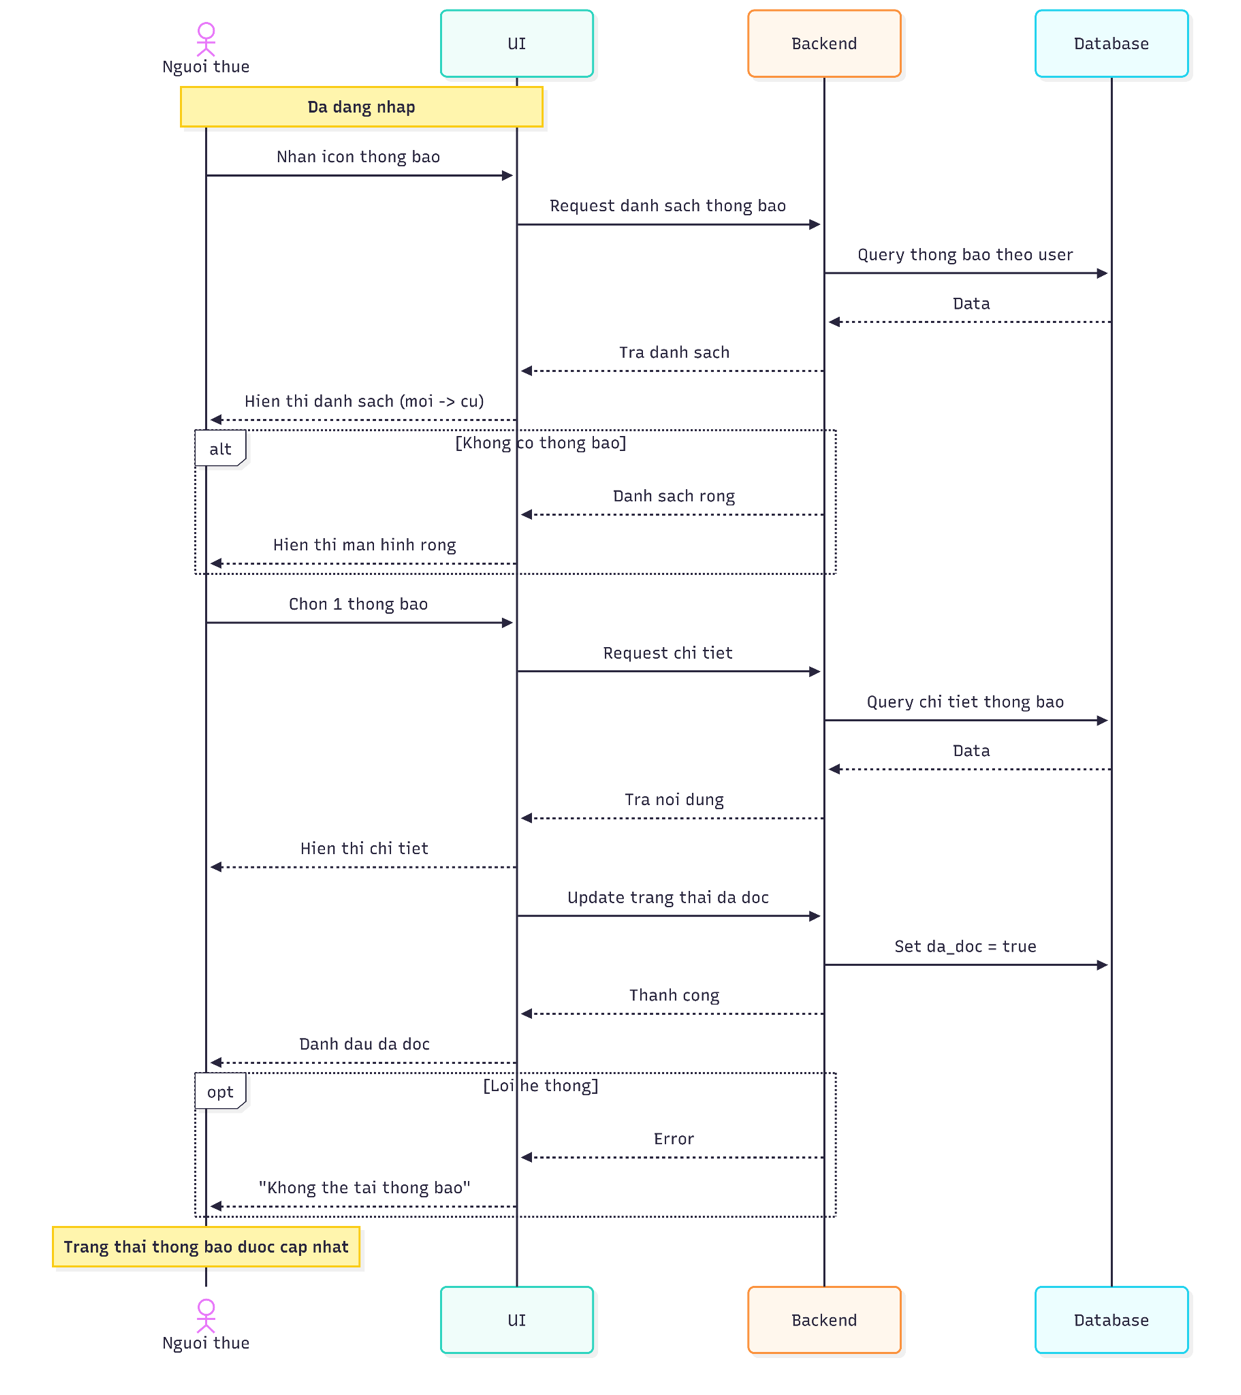 Nguoi thue
UI
Backend
Database
Da dang nhap
Nhan icon thong bao
Request danh sach thong bao
Query thong bao theo user
Data
Tra danh sach
Hien thi danh sach (moi -> cu)
alt
[Khong co thong bao]
Danh sach rong
Hien thi man hinh rong
Chon 1 thong bao
Request chi tiet
Query chi tiet thong bao
Data
Tra noi dung
Hien thi chi tiet
Update trang thai da doc
Set da_doc = true
Thanh cong
Danh dau da doc
opt
[Loi he thong]
Error
"Khong the tai thong bao"
Trang thai thong bao duoc cap nhat
Nguoi thue
UI
Backend
Database